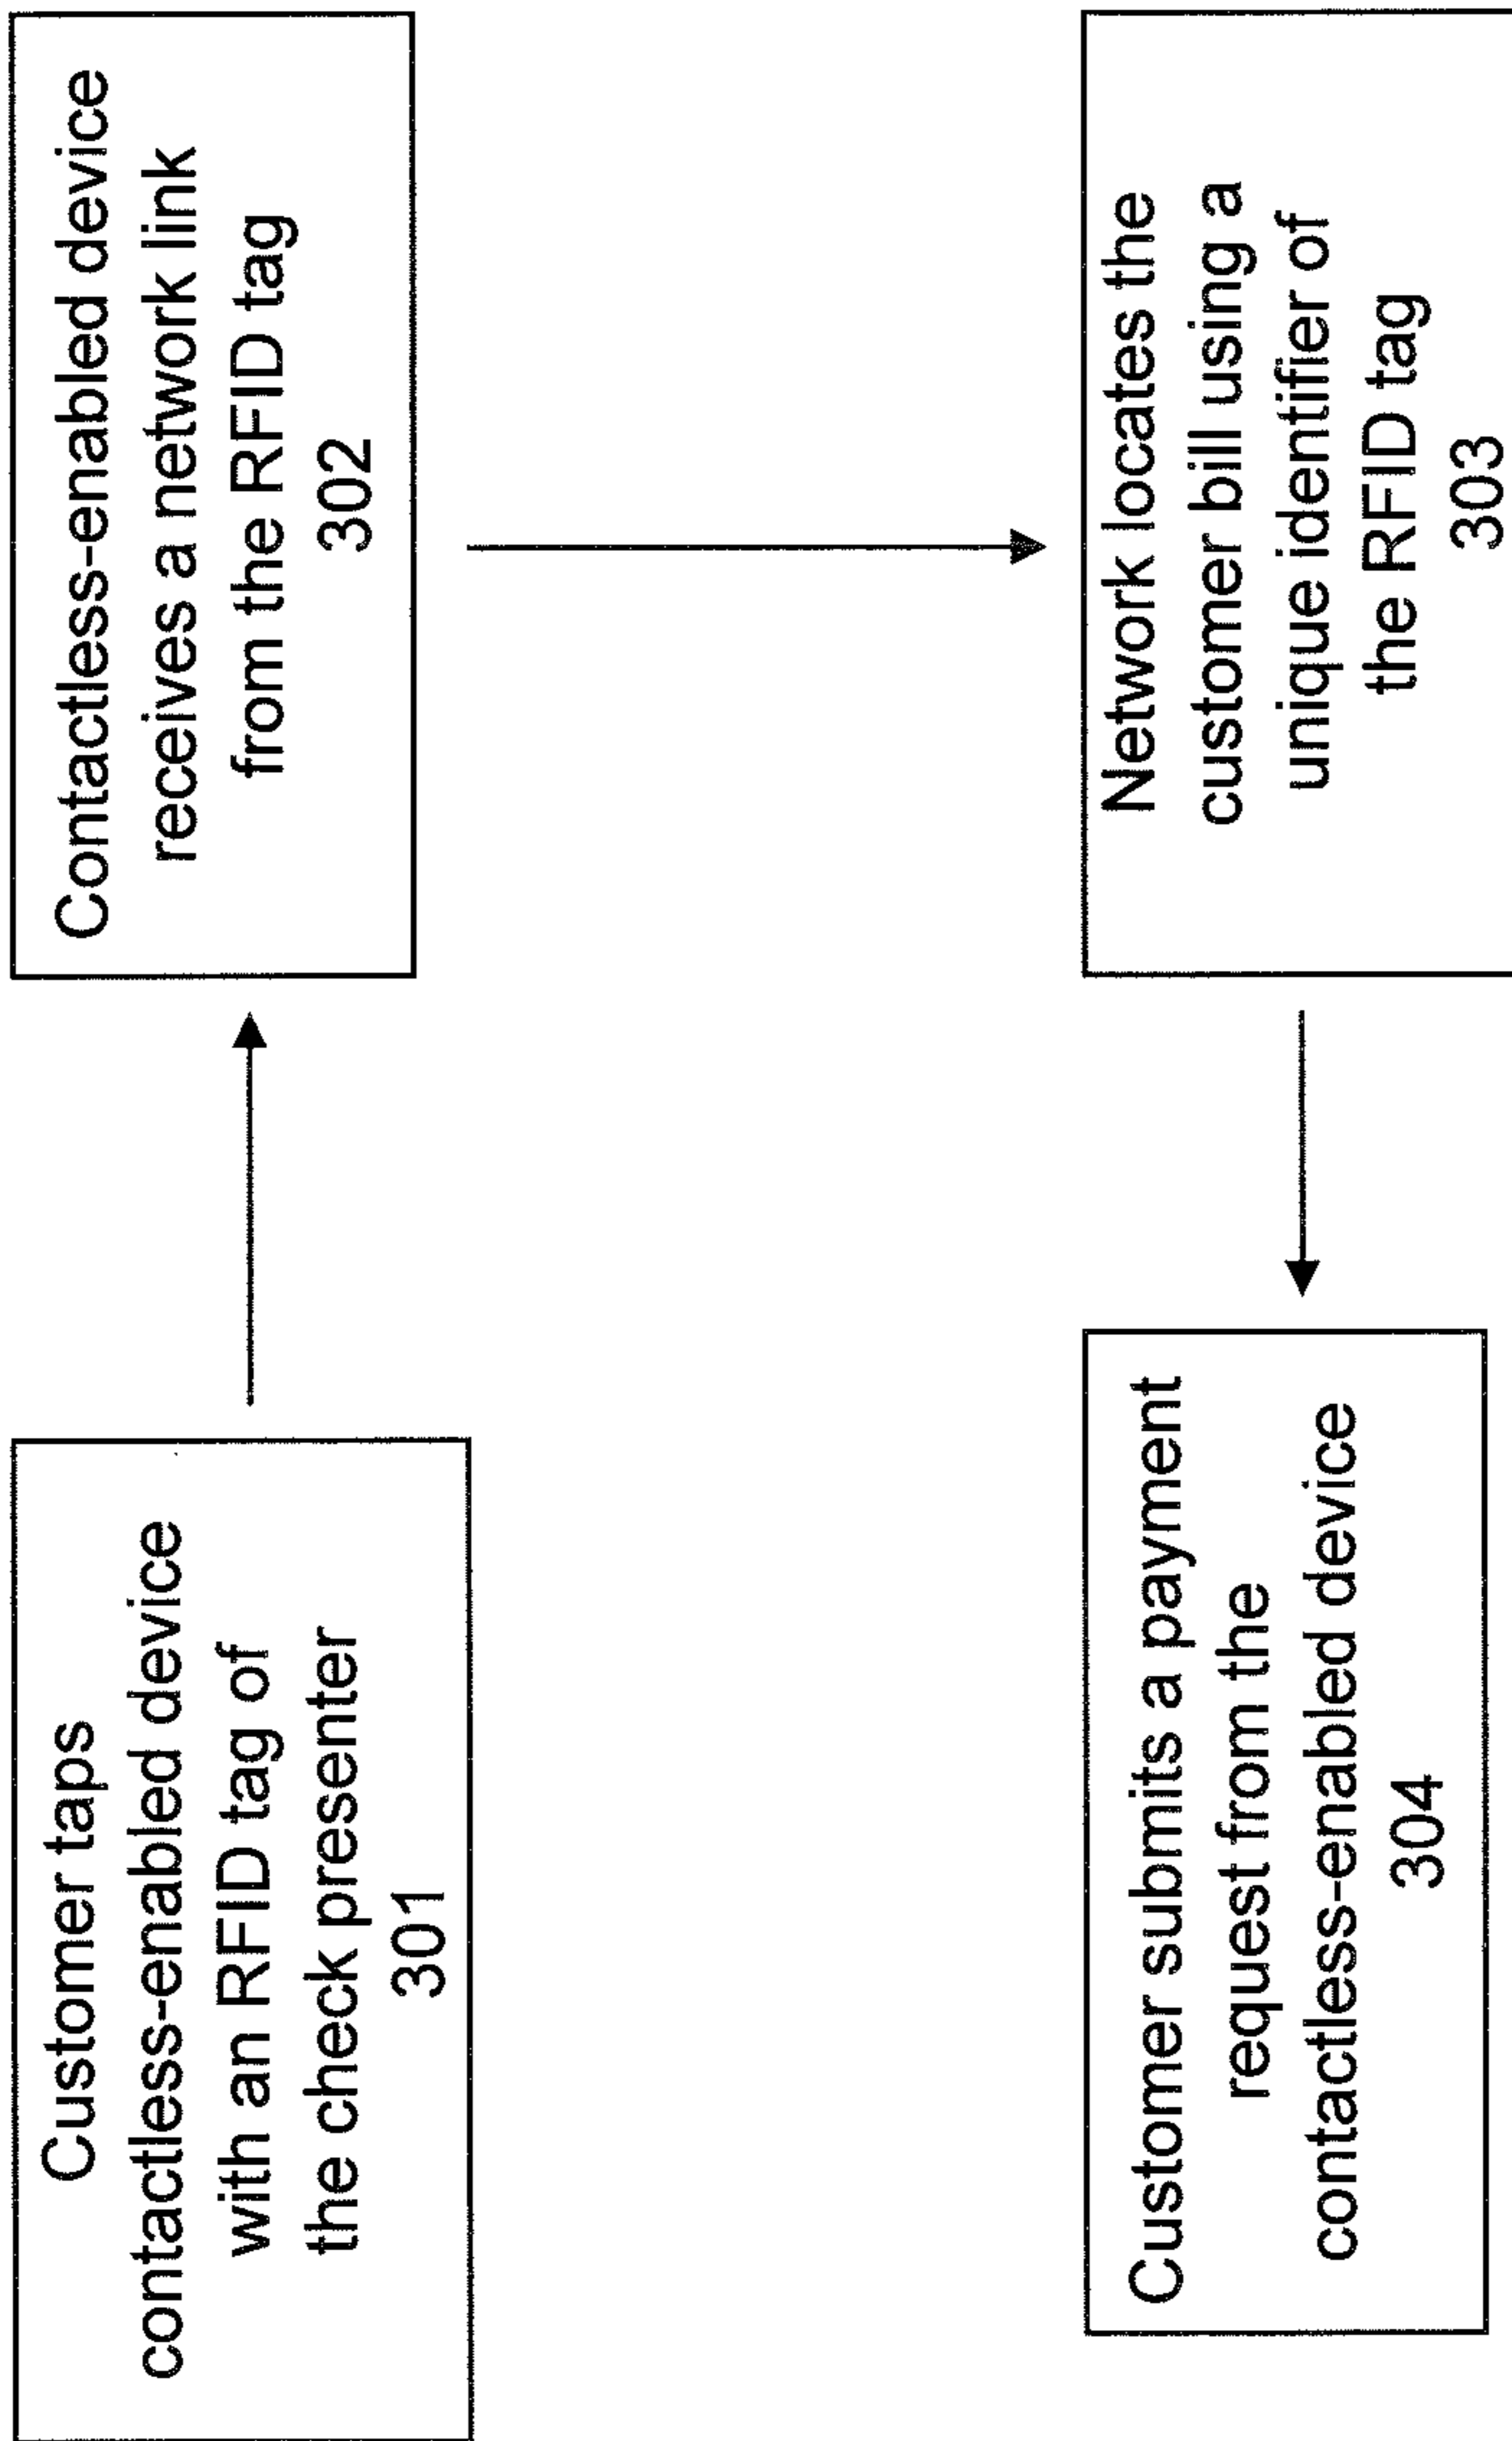 Customer taps
contactless-enabled device
with an RFID tag of
the check presenter
301
Contactless-enabled device
receives a network link
from the RFID tag
302
Network locates the
customer bill using a
unique identifier of
the RFID tag
303
Customer submits a payment
request from the
contactless-enabled device
304